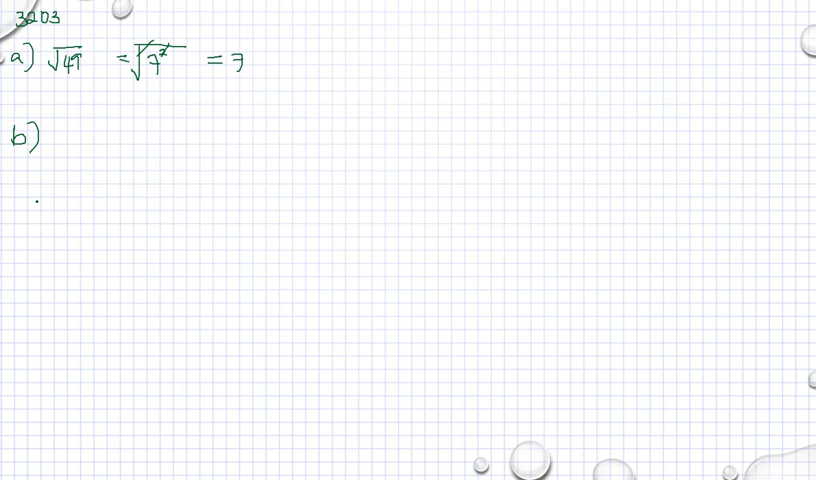 3203
a) √49 = √7² = 7
b)